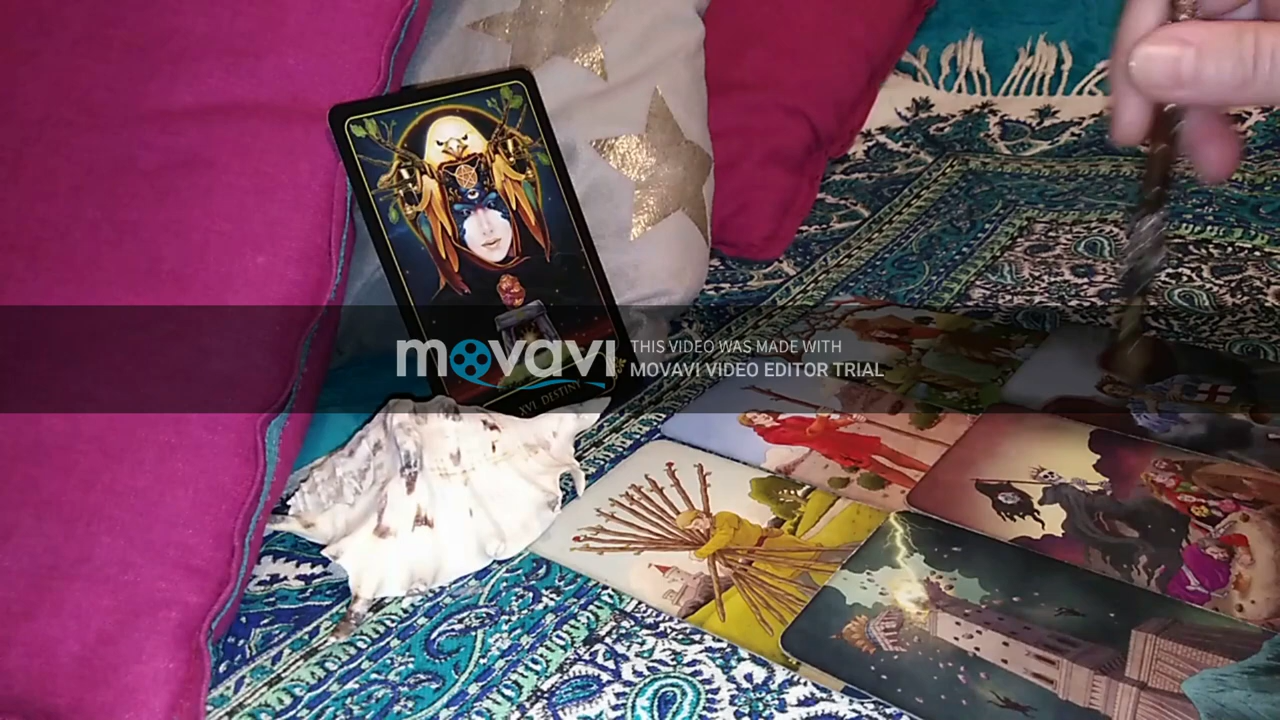 movavi
THIS VIDEO WAS MADE WITH
MOVAVI VIDEO EDITOR TRIAL
XVI DESTINY